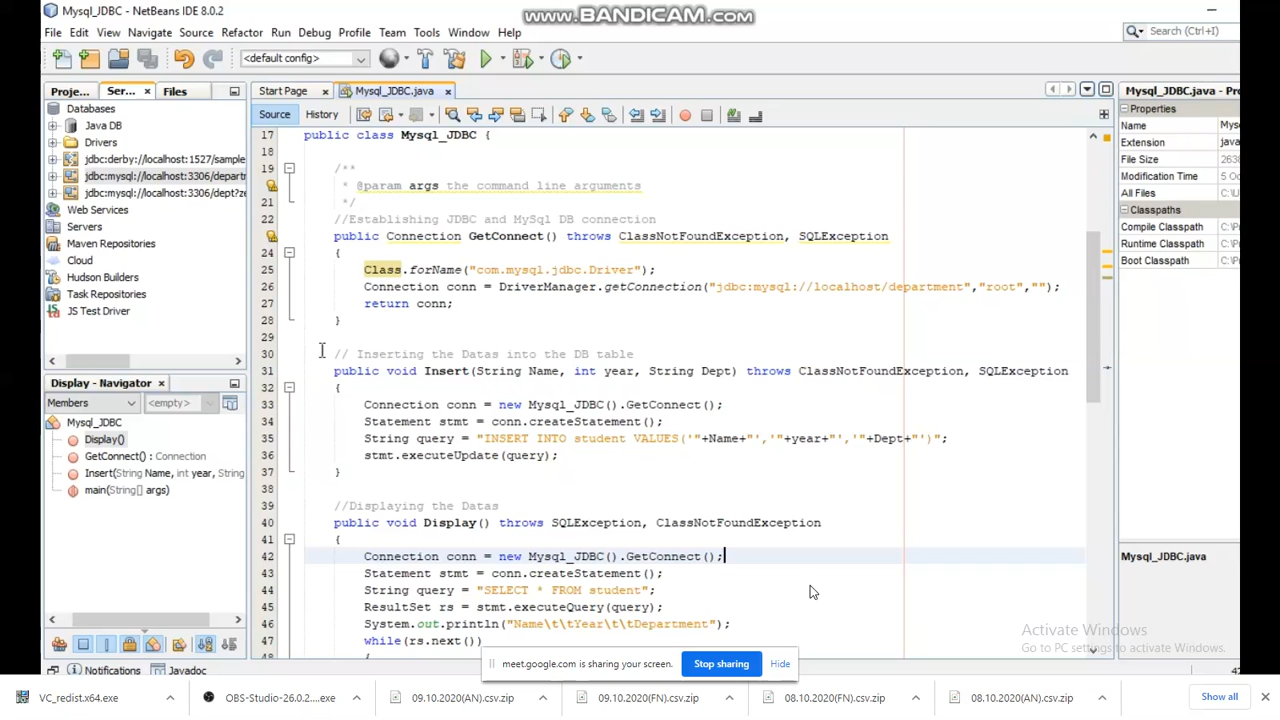 Mysql_JDBC - NetBeans IDE 8.0.2
www.BANDICAM.com
File Edit View Navigate Source Refactor Run Debug Profile Team Tools Window Help
Search (Ctrl+I)
<default config>
Proje... Ser... Files
Start Page Mysql_JDBC.java
Mysql_JDBC.java - Pro
Source History
Databases
Java DB
Drivers
jdbc:derby://localhost:1527/sample
jdbc:mysql://localhost:3306/departr
jdbc:mysql://localhost:3306/dept?ze
Web Services
Servers
Maven Repositories
Cloud
Hudson Builders
Task Repositories
JS Test Driver
Display - Navigator
Members <empty>
Mysql_JDBC
Display()
GetConnect() : Connection
Insert(String Name, int year, String
main(String[] args)
17 public class Mysql_JDBC {
18
19 /**
* @param args the command line arguments
21 */
22 //Establishing JDBC and MySql DB connection
public Connection GetConnect() throws ClassNotFoundException, SQLException
24 {
25 Class.forName("com.mysql.jdbc.Driver");
26 Connection conn = DriverManager.getConnection("jdbc:mysql://localhost/department","root","");
27 return conn;
28 }
29
30 // Inserting the Datas into the DB table
31 public void Insert(String Name, int year, String Dept) throws ClassNotFoundException, SQLException
32 {
33 Connection conn = new Mysql_JDBC().GetConnect();
34 Statement stmt = conn.createStatement();
35 String query = "INSERT INTO student VALUES('"+Name+"','"+year+"','"+Dept+"')";
36 stmt.executeUpdate(query);
37 }
38
39 //Displaying the Datas
40 public void Display() throws SQLException, ClassNotFoundException
41 {
42 Connection conn = new Mysql_JDBC().GetConnect();
43 Statement stmt = conn.createStatement();
44 String query = "SELECT * FROM student";
45 ResultSet rs = stmt.executeQuery(query);
46 System.out.println("Name\t\tYear\t\tDepartment");
47 while(rs.next())
Properties
Name Mys
Extension java
File Size 2638
Modification Time 5 Oc
All Files C:\
Classpaths
Compile Classpath C:\
Runtime Classpath C:\
Boot Classpath C:\
Mysql_JDBC.java
Activate Windows
Go to PC settings to activate Windows.
Notifications Javadoc
meet.google.com is sharing your screen. Stop sharing Hide
VC_redist.x64.exe OBS-Studio-26.0.2....exe 09.10.2020(AN).csv.zip 09.10.2020(FN).csv.zip 08.10.2020(FN).csv.zip 08.10.2020(AN).csv.zip Show all